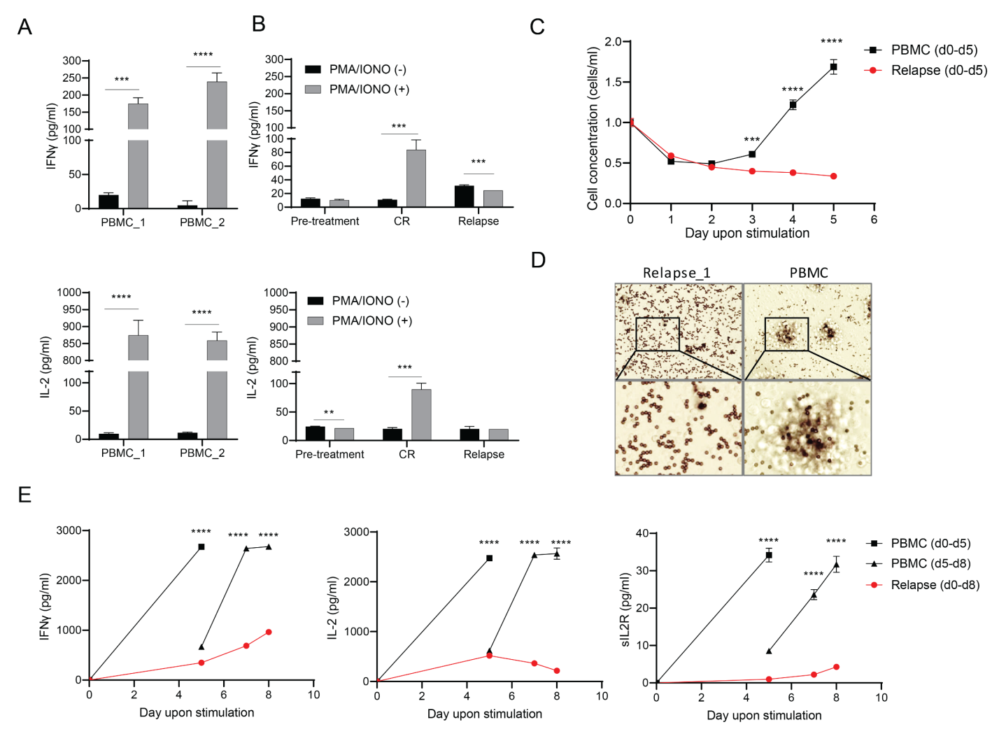 A
B
C
300
250
200
150
100
100
50
0
IFNγ (pg/ml)
***
****
PBMC_1
PBMC_2
300
250
200
150
100
100
80
60
40
20
0
IFNγ (pg/ml)
PMA/IONO (-)
PMA/IONO (+)
***
***
Pre-treatment
CR
Relapse
2.0
1.5
1.0
0.5
0.0
Cell concentration (cells/ml)
***
****
****
PBMC (d0-d5)
Relapse (d0-d5)
0
1
2
3
4
5
6
Day upon stimulation
D
1000
950
900
850
800
100
50
0
IL-2 (pg/ml)
****
****
PBMC_1
PBMC_2
1000
950
900
850
800
100
50
0
IL-2 (pg/ml)
PMA/IONO (-)
PMA/IONO (+)
**
***
Pre-treatment
CR
Relapse
Relapse_1
PBMC
E
3000
2000
1000
0
IFNγ (pg/ml)
****
****
****
0
2
4
6
8
10
Day upon stimulation
3000
2000
1000
0
IL-2 (pg/ml)
****
****
****
0
2
4
6
8
10
Day upon stimulation
40
30
20
10
0
sIL2R (pg/ml)
****
****
****
0
2
4
6
8
10
Day upon stimulation
PBMC (d0-d5)
PBMC (d5-d8)
Relapse (d0-d8)